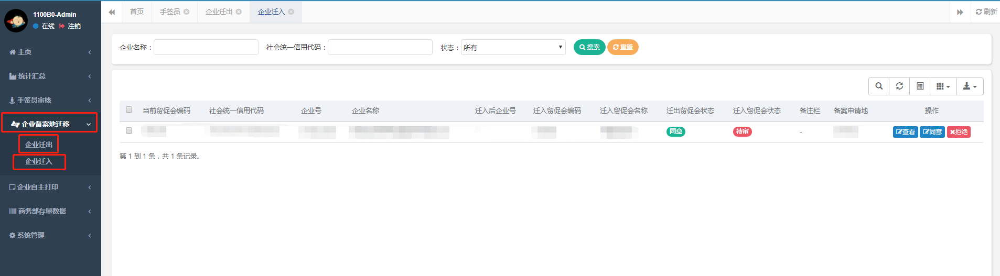 1100B0-Admin
在线 注销
首页 手签员 企业迁出 企业迁入 刷新
主页
统计汇总
手签员审核
企业备案地迁移
企业迁出
企业迁入
企业自主打印
商务部存量数据
系统管理
企业名称： 社会统一信用代码： 状态： 所有 搜索 重置
当前贸促会编码 社会统一信用代码 企业号 企业名称 迁入后企业号 迁入贸促会编码 迁入贸促会名称 迁出贸促会状态 迁入贸促会状态 备注栏 备案申请地 操作
同意 待审 - 查看 同意 拒绝
第 1 到 1 条，共 1 条记录。